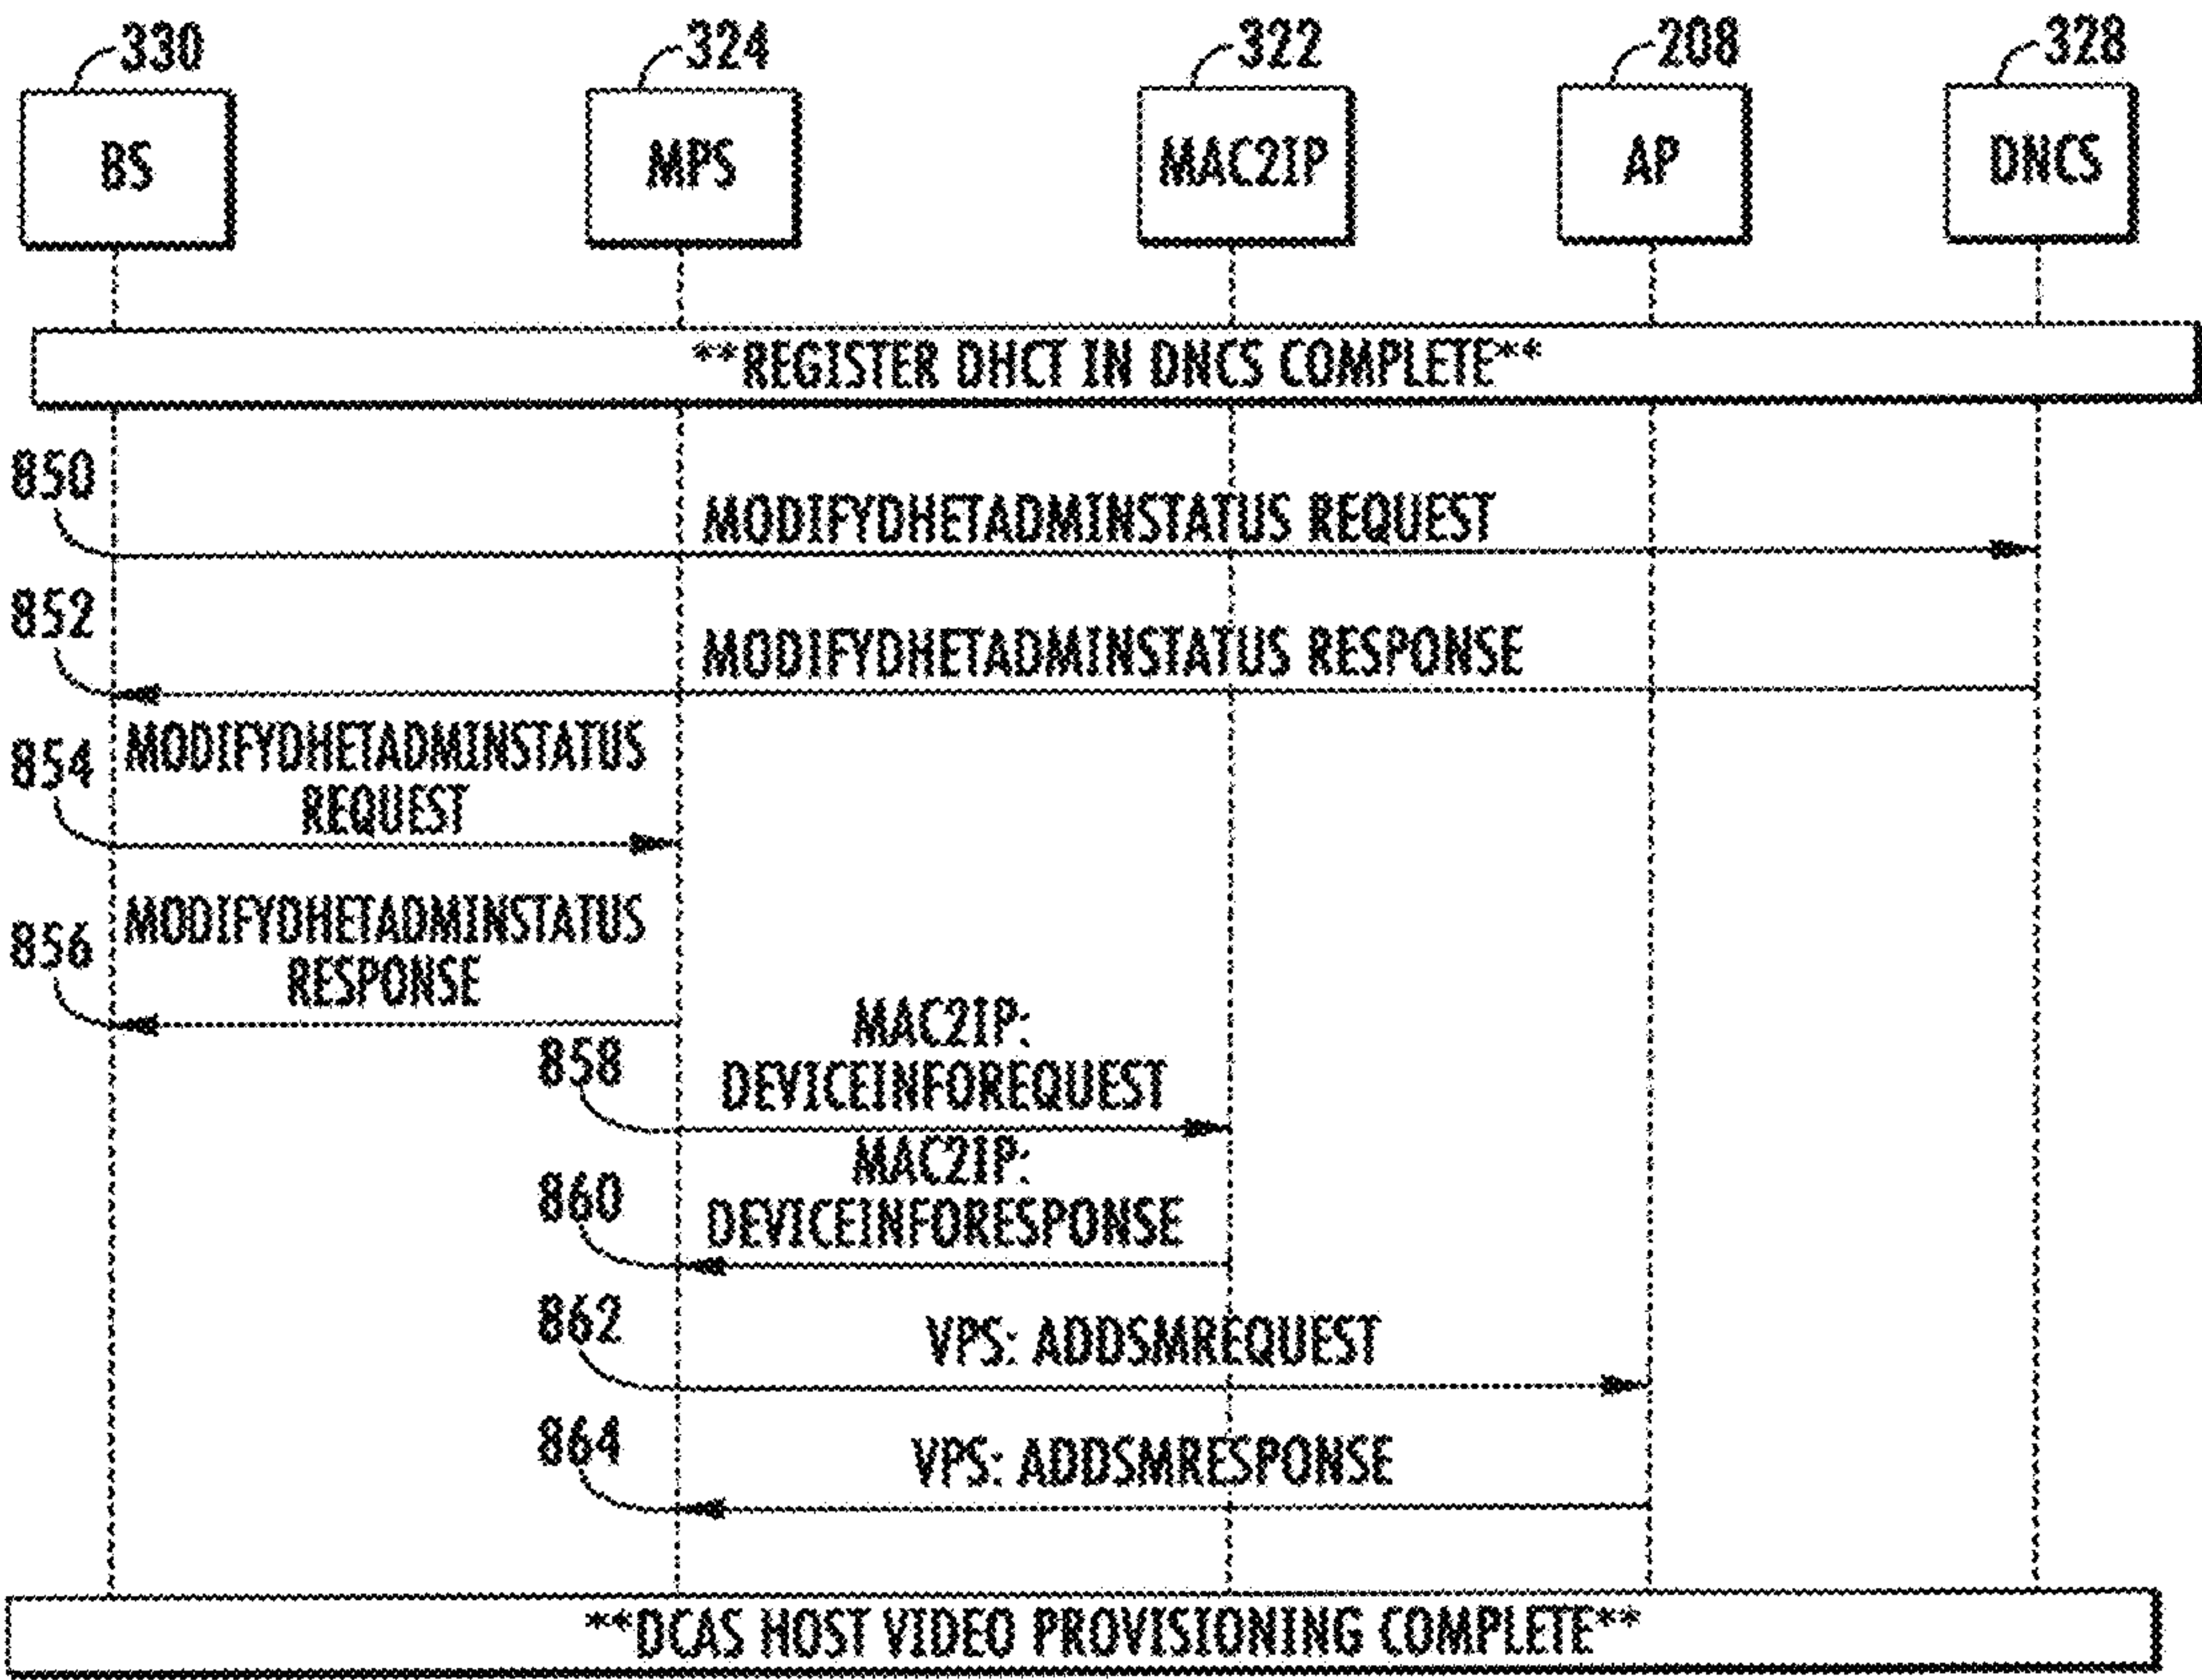 330 324 322 208 328
BS MPS MAC2IP AP DNCS
**REGISTER DHCT IN DNCS COMPLETE**
850
MODIFYDHETADMINSTATUS REQUEST
852
MODIFYDHETADMINSTATUS RESPONSE
854
MODIFYDHETADMINSTATUS
REQUEST
856
MODIFYDHETADMINSTATUS
RESPONSE
858
MAC2IP:
DEVICEINFOREQUEST
860
MAC2IP:
DEVICEINFORESPONSE
862
VPS: ADDSMREQUEST
864
VPS: ADDSMRESPONSE
**DCAS HOST VIDEO PROVISIONING COMPLETE**